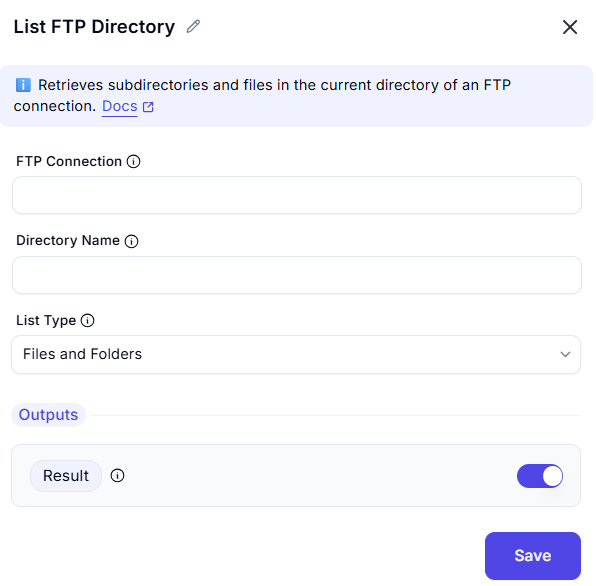 List FTP Directory
Retrieves subdirectories and files in the current directory of an FTP
connection. Docs
FTP Connection
Directory Name
List Type
Files and Folders
Outputs
Result
Save